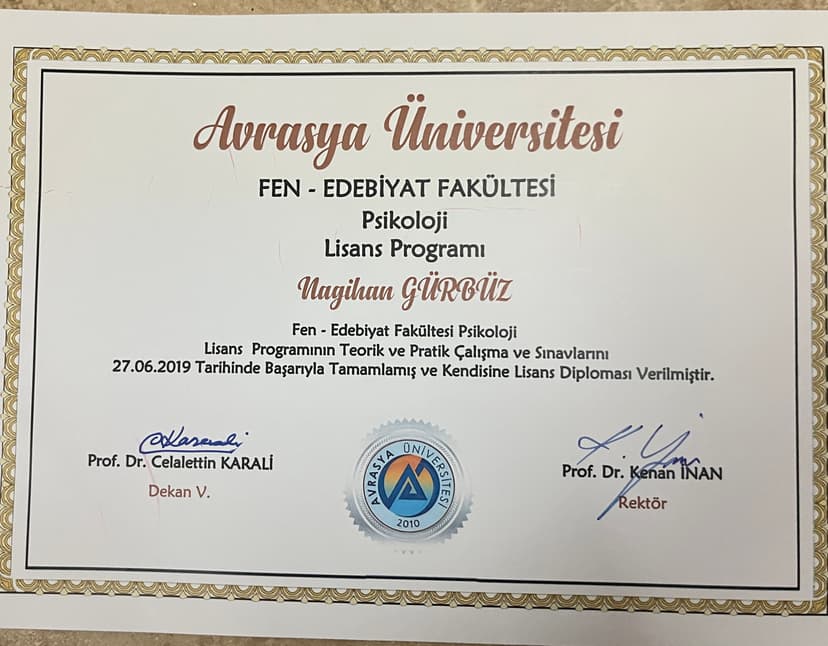 Avrasya Üniversitesi
FEN - EDEBİYAT FAKÜLTESİ
Psikoloji
Lisans Programı
Nagihan GÜRBÜZ
Fen - Edebiyat Fakültesi Psikoloji
Lisans Programının Teorik ve Pratik Çalışma ve Sınavlarını
27.06.2019 Tarihinde Başarıyla Tamamlamış ve Kendisine Lisans Diploması Verilmiştir.
Prof. Dr. Celalettin KARALİ
Dekan V.
AVRASYA ÜNİVERSİTESİ
2010
Prof. Dr. Kenan İNAN
Rektör